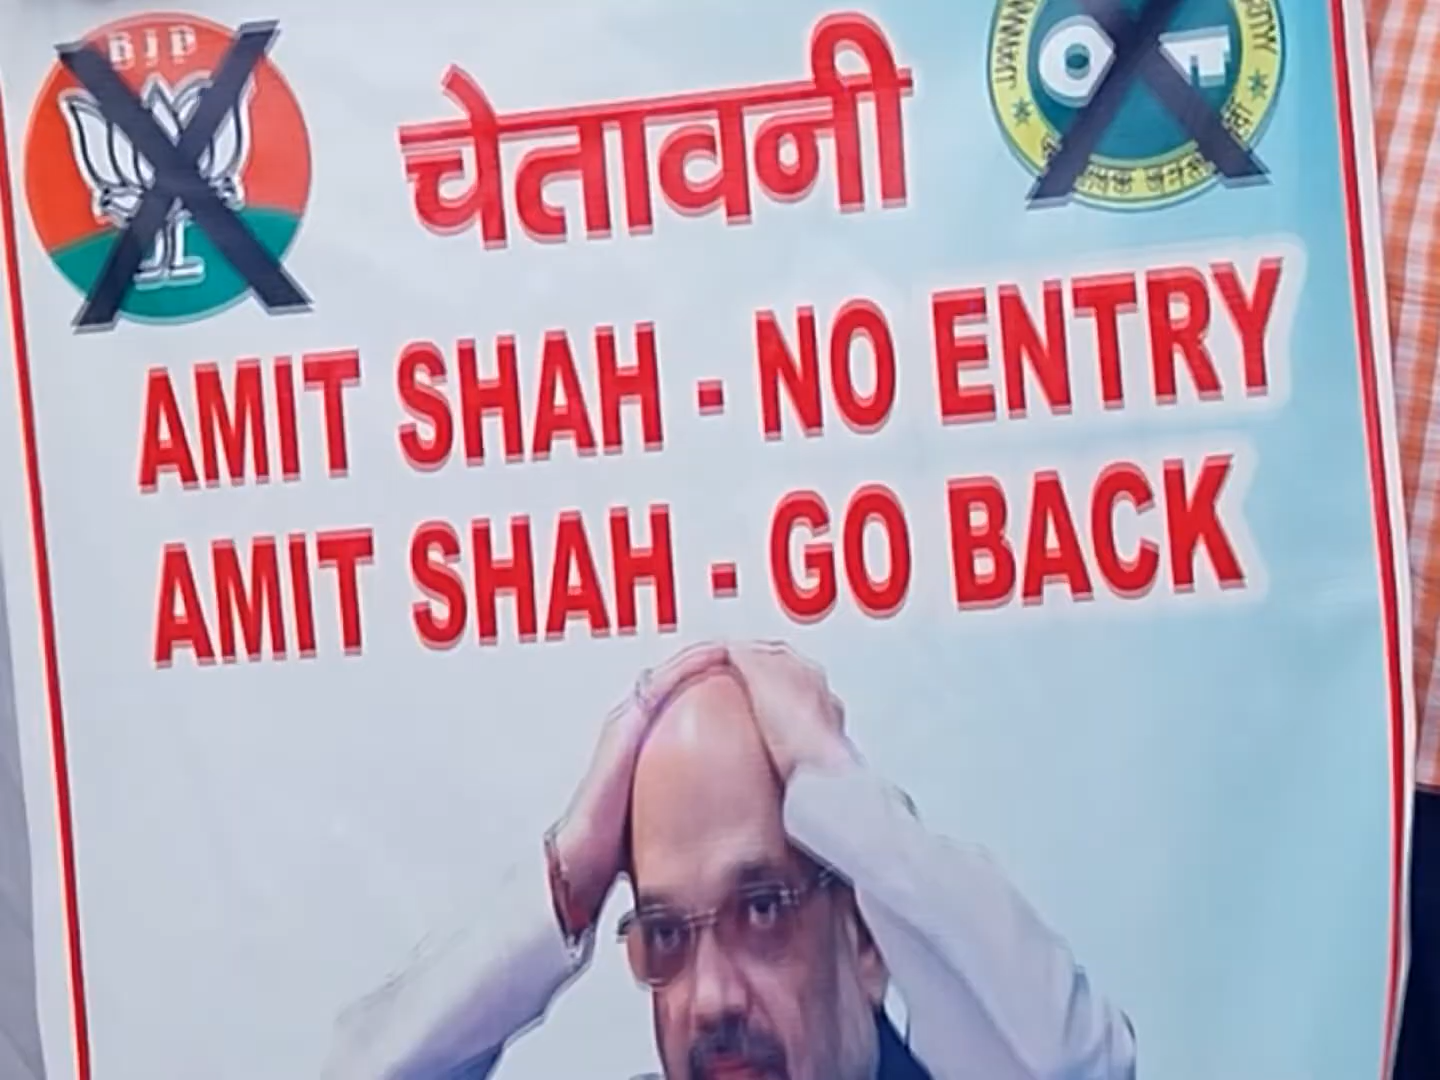 BJP
चेतावनी
AMIT SHAH - NO ENTRY
AMIT SHAH - GO BACK